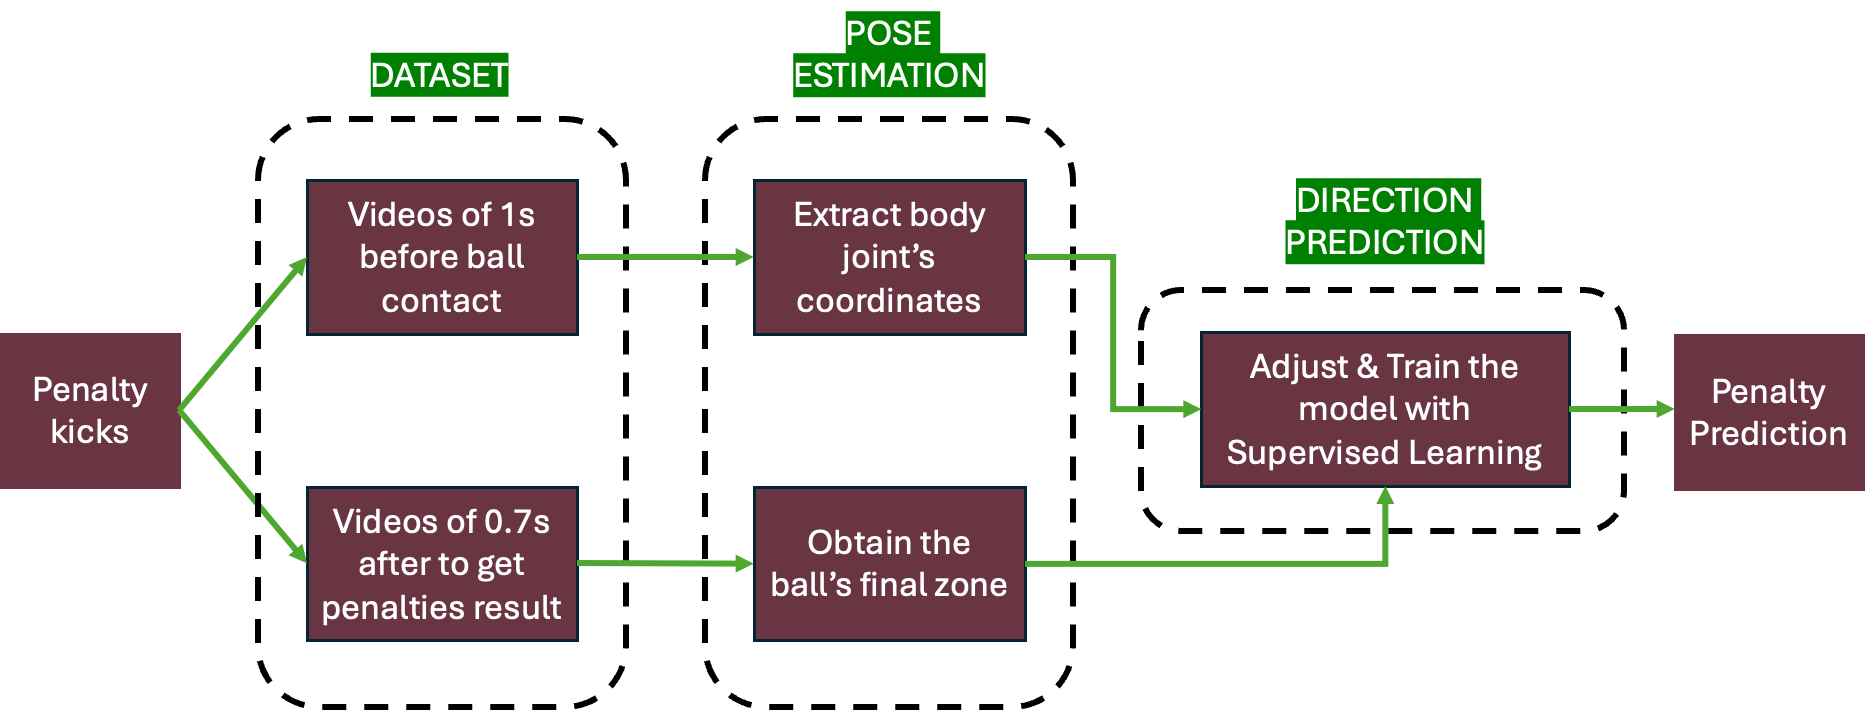 DATASET
POSE
ESTIMATION
DIRECTION
PREDICTION
Penalty
kicks
Videos of 1s
before ball
contact
Videos of 0.7s
after to get
penalties result
Extract body
joint’s
coordinates
Obtain the
ball’s final zone
Adjust & Train the
model with
Supervised Learning
Penalty
Prediction